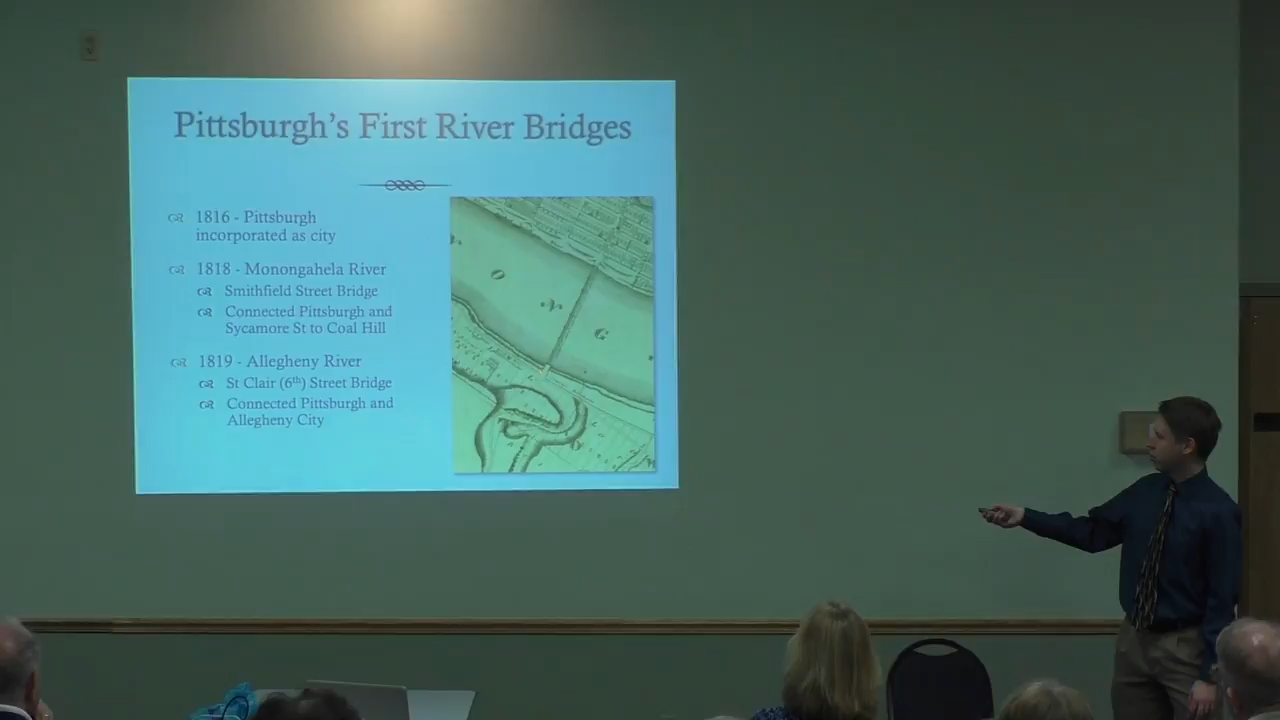 Pittsburgh's First River Bridges
1816 - Pittsburgh
incorporated as city
1818 - Monongahela River
Smithfield Street Bridge
Connected Pittsburgh and
Sycamore St to Coal Hill
1819 - Allegheny River
St Clair (6th) Street Bridge
Connected Pittsburgh and
Allegheny City
O N G